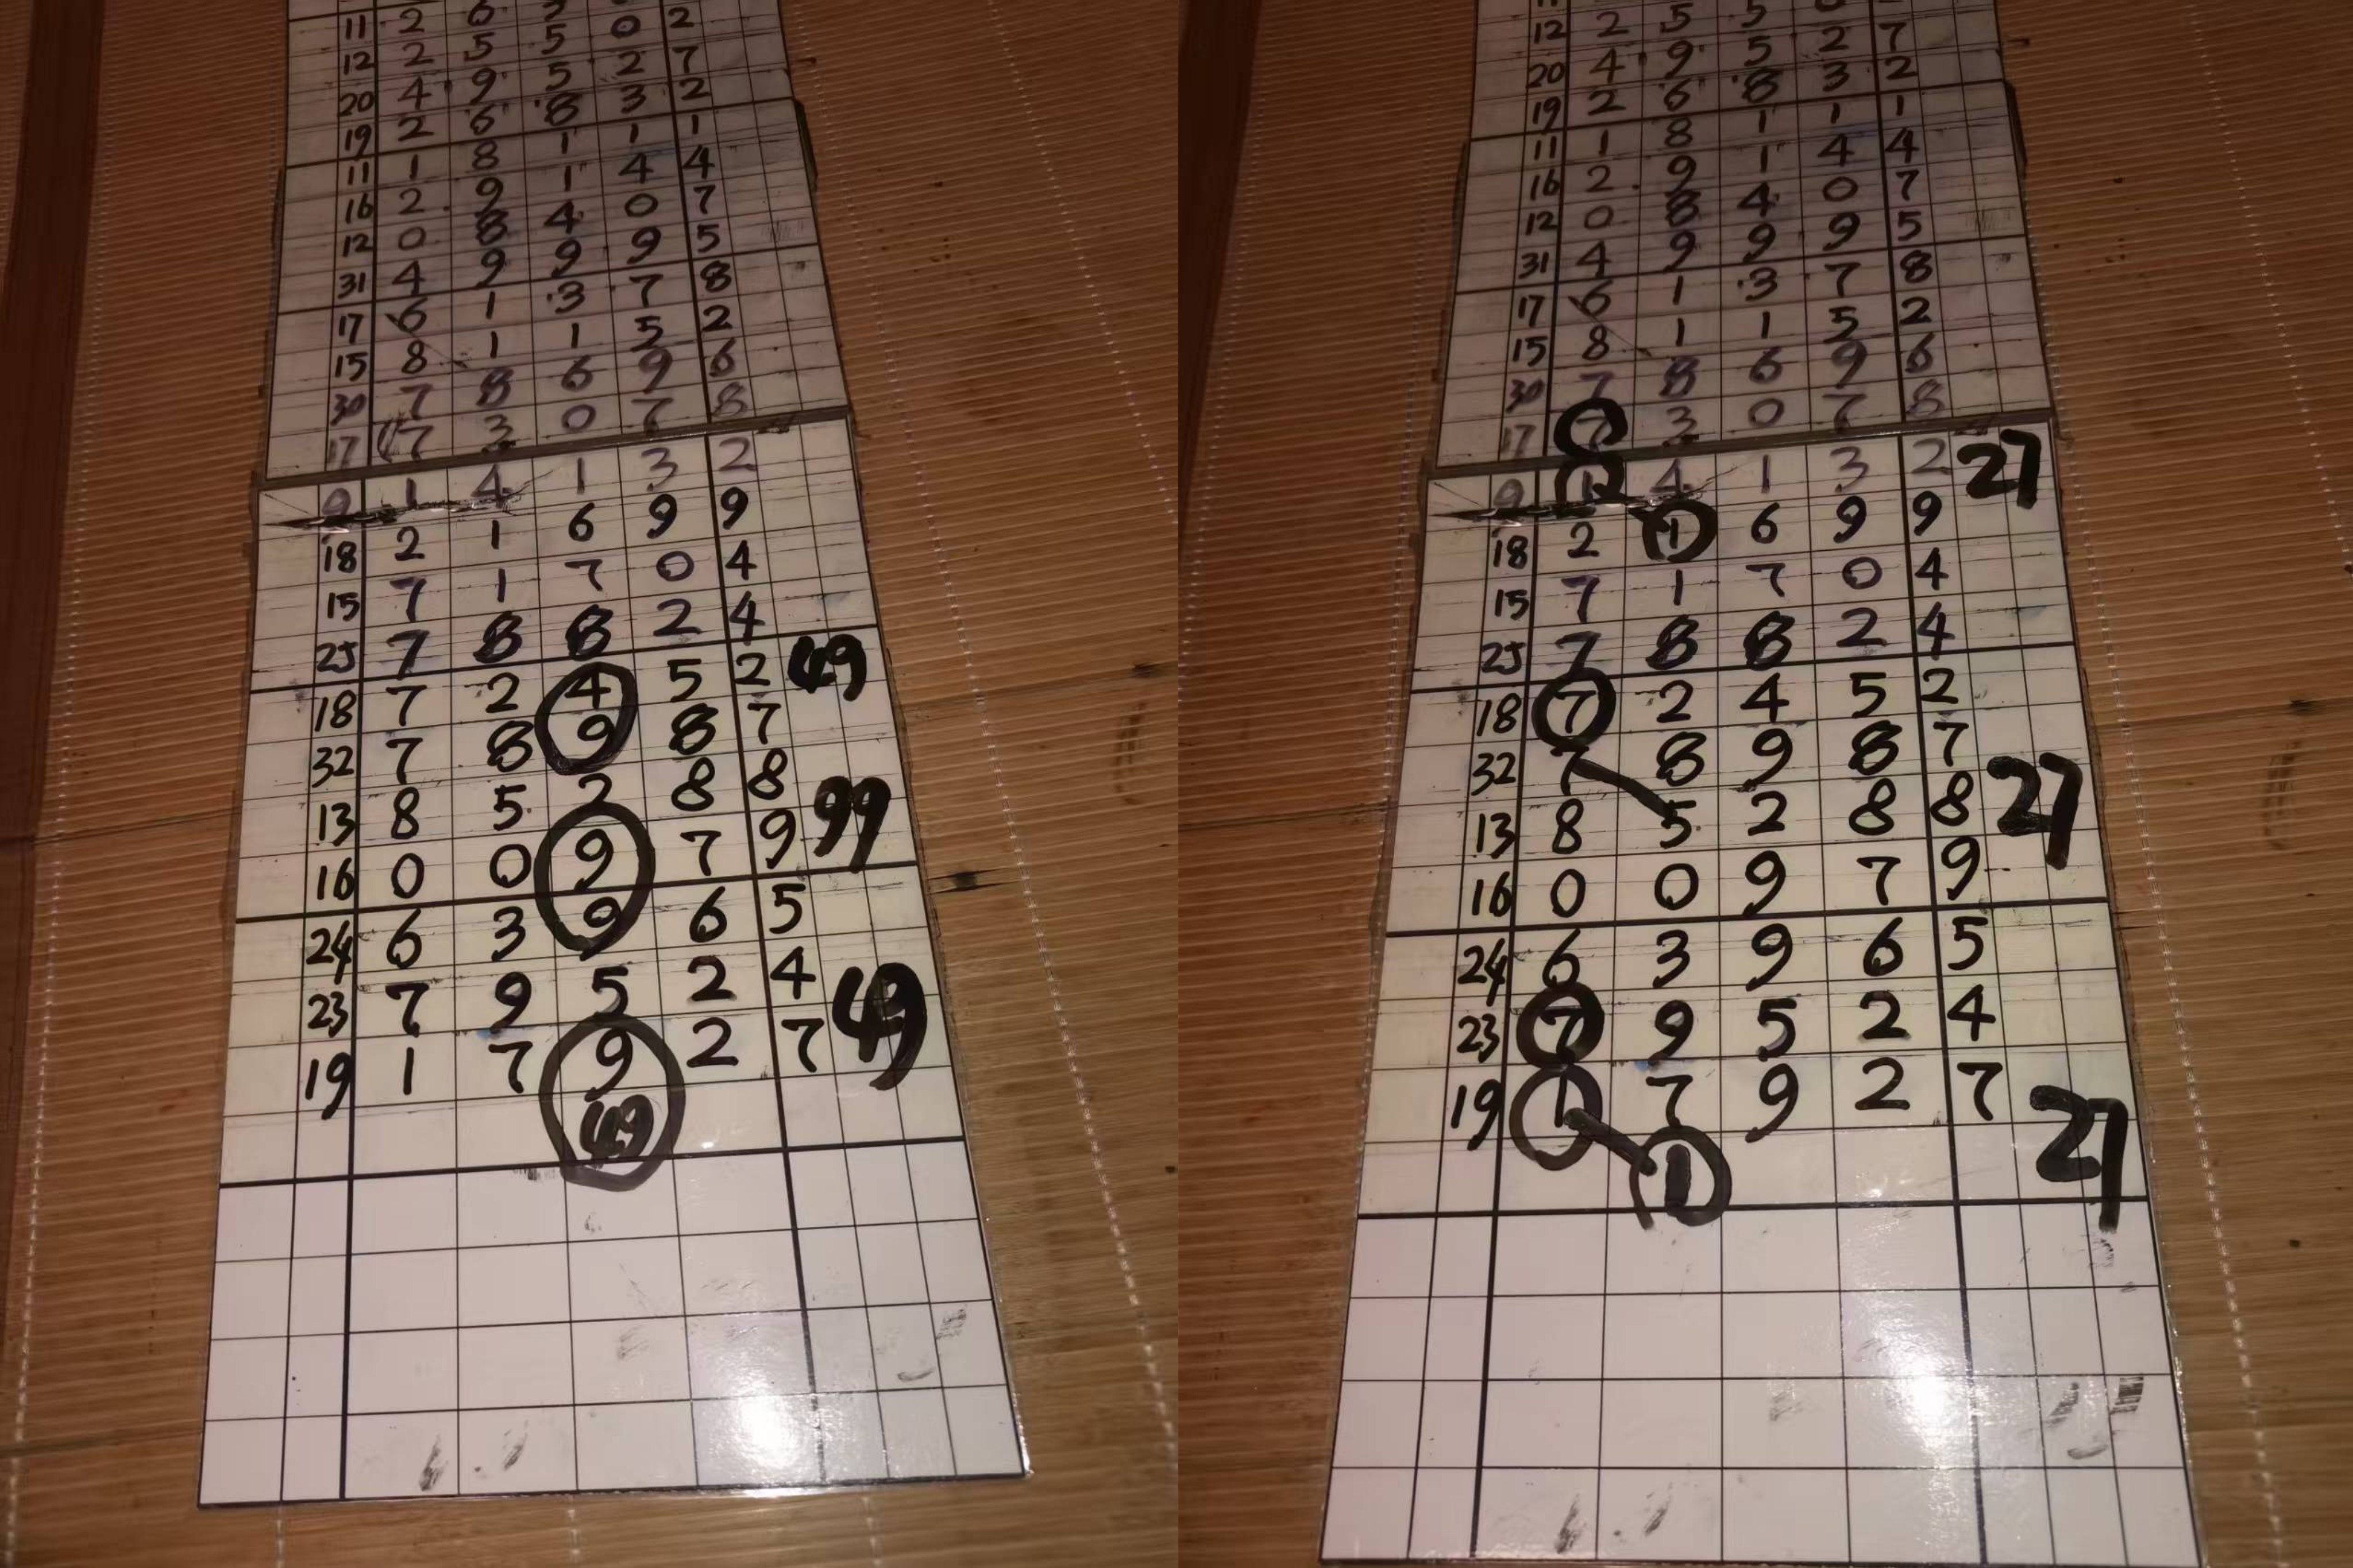 11 2 6 5 0 2
12 2 5 5 2 7
20 4 9 5 3 2
19 2 6 8 1 1
11 1 8 1 4 4
16 2 9 1 0 7
12 0 8 4 9 5
31 4 9 9 7 8
17 6 1 3 5 2
15 8 1 1 9 6
30 7 8 6 7 8
17 7 3 0
9 1 4 1 3 2
18 2 1 6 9 9
15 7 1 7 0 4
25 7 8 8 2 4
18 7 2 4 5 2 49
32 7 8 9 8 7
13 8 5 2 8 8 99
16 0 0 9 7 9
24 6 3 9 6 5
23 7 9 5 2 4 49
19 1 7 9 2 7
49
12 2 5 5 0
20 4 9 5 2 7
19 2 6 8 3 2
11 1 8 1 1 1
16 2 9 1 4 4
12 0 8 4 0 7
31 4 9 9 9 5
17 6 1 3 7 8
15 8 1 1 5 2
30 7 8 6 9 6
17 7 3 0 7 8
9 1 4 1 3 2 27
18 2 1 6 9 9
15 7 1 7 0 4
25 7 8 8 2 4
18 7 2 4 5 2
32 7 8 9 8 7
13 8 5 2 8 8 27
16 0 0 9 7 9
24 6 3 9 6 5
23 7 9 5 2 4
19 1 7 9 2 7 27
1